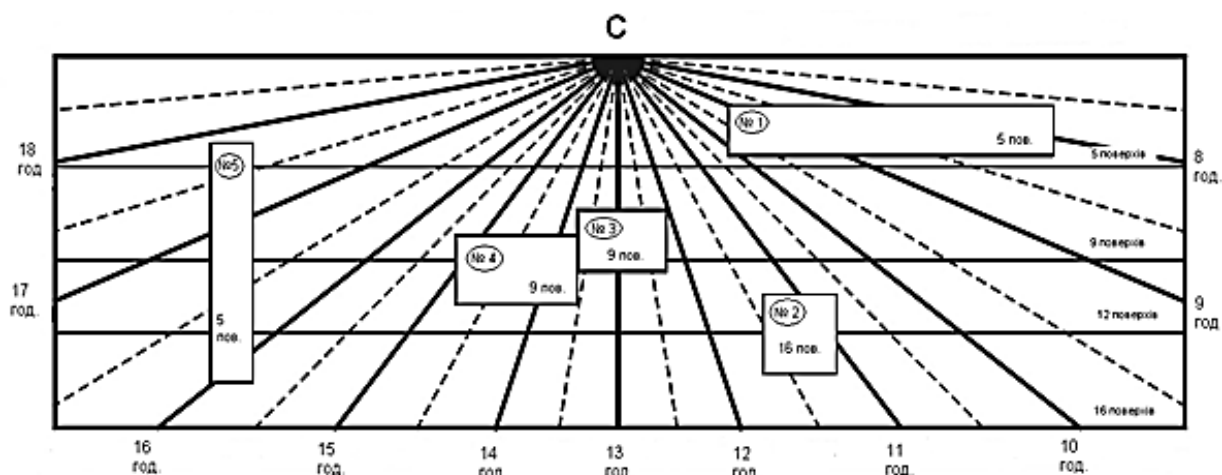 С
№ 1
5 пов.
18
год
№5
5 поверхів
8
год.
№ 3
9 пов.
№ 4
9 пов.
9 поверхів
17
год.
№ 2
16 пов.
9
год.
5
пов.
12 поверхів
16 поверхів
16
год.
15
год.
14
год.
13
год.
12
год.
11
год.
10
год.